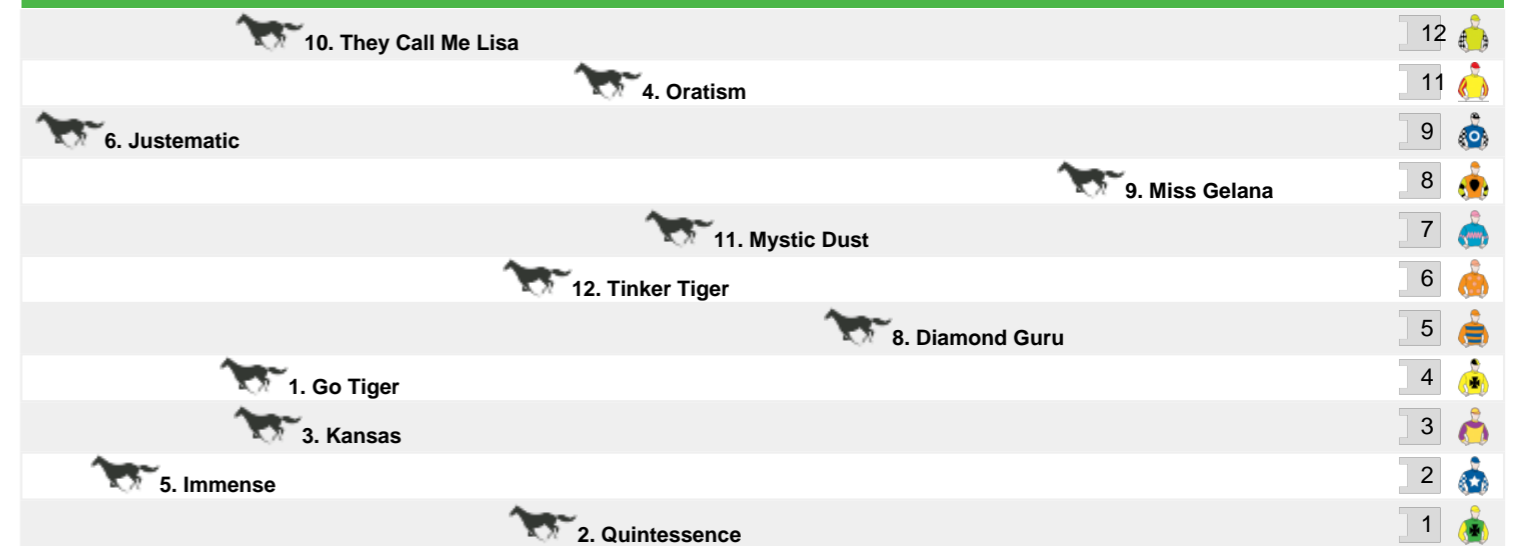 10. They Call Me Lisa 12
4. Oratism 11
6. Justematic 9
9. Miss Gelana 8
11. Mystic Dust 7
12. Tinker Tiger 6
8. Diamond Guru 5
1. Go Tiger 4
3. Kansas 3
5. Immense 2
2. Quintessence 1